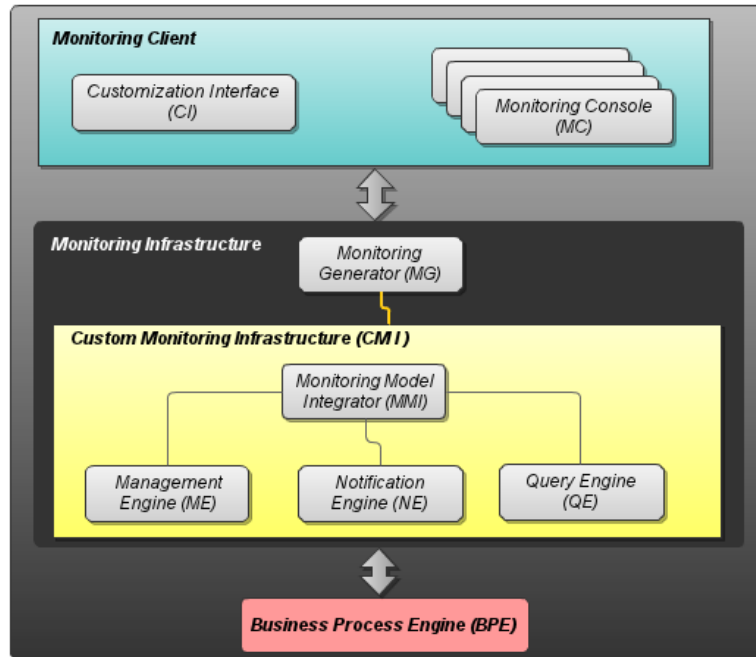 Monitoring Client
Customization Interface
(CI)
Monitoring Console
(MC)
Monitoring Infrastructure
Monitoring
Generator (MG)
Custom Monitoring Infrastructure (CMI)
Monitoring Model
Integrator (MMI)
Management
Engine (ME)
Notification
Engine (NE)
Query Engine
(QE)
Business Process Engine (BPE)